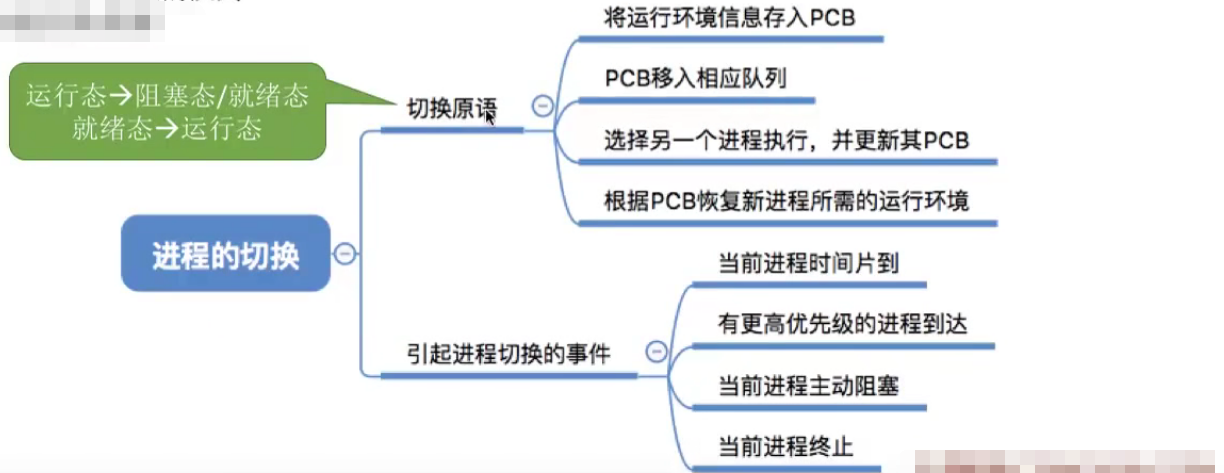 将运行环境信息存入PCB
运行态→阻塞态/就绪态
就绪态→运行态
切换原语
PCB移入相应队列
选择另一个进程执行，并更新其PCB
根据PCB恢复新进程所需的运行环境
进程的切换
引起进程切换的事件
当前进程时间片到
有更高优先级的进程到达
当前进程主动阻塞
当前进程终止